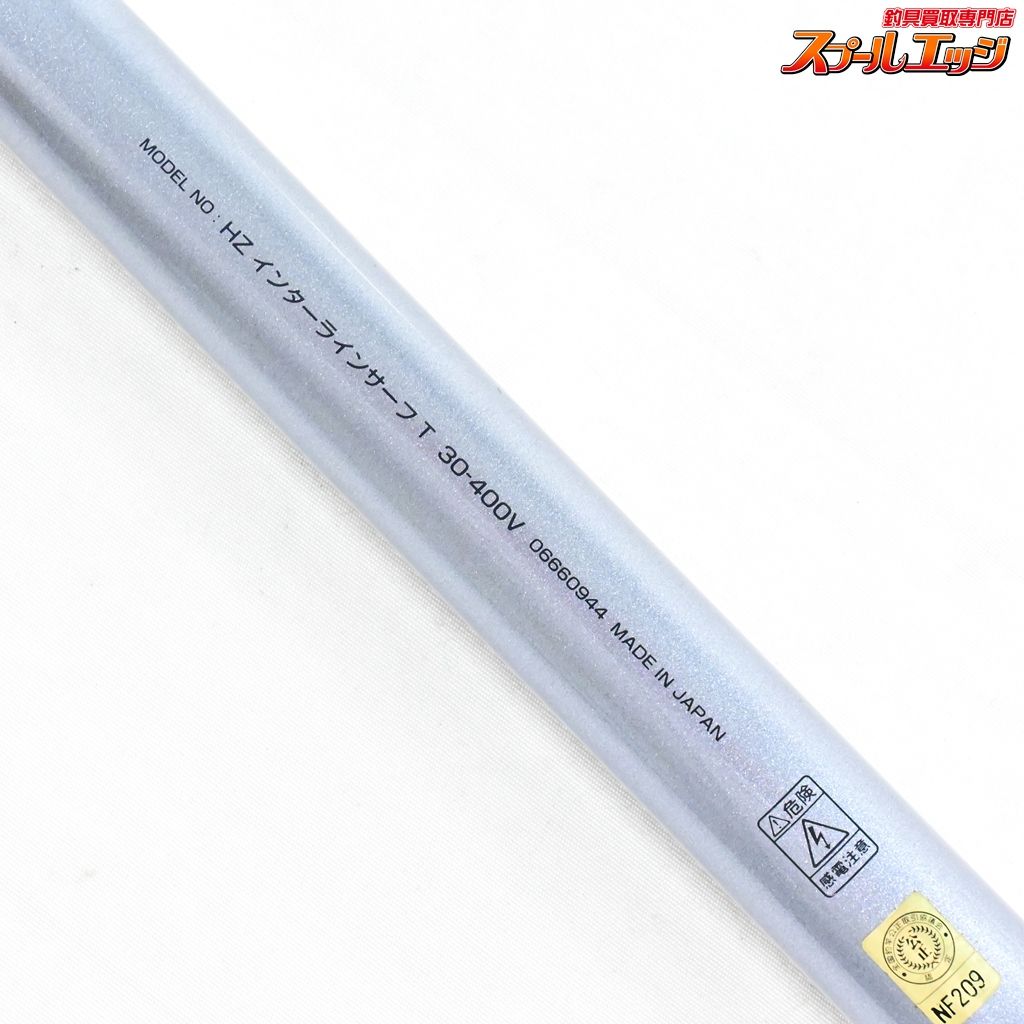 釣具買取専門店
スプールエッジ
MODEL NO : HZ インターラインサーフ T 30-400V 06660944 MADE IN JAPAN
⚠危険
感電注意
公正
NF209